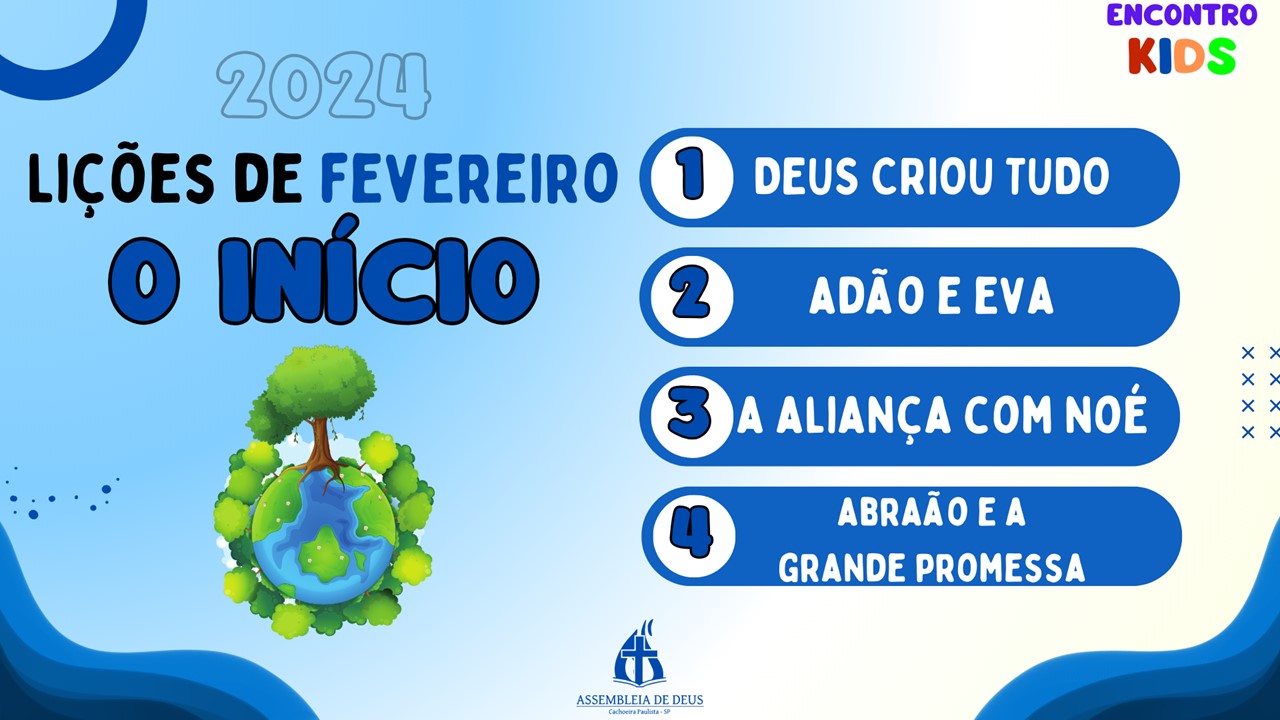 ENCONTRO
KIDS
2024
LIÇÕES DE FEVEREIRO
O INÍCIO
1 DEUS CRIOU TUDO
2 ADÃO E EVA
3 A ALIANÇA COM NOÉ
4 ABRAÃO E A
GRANDE PROMESSA
ASSEMBLEIA DE DEUS
Cachoeira Paulista - SP